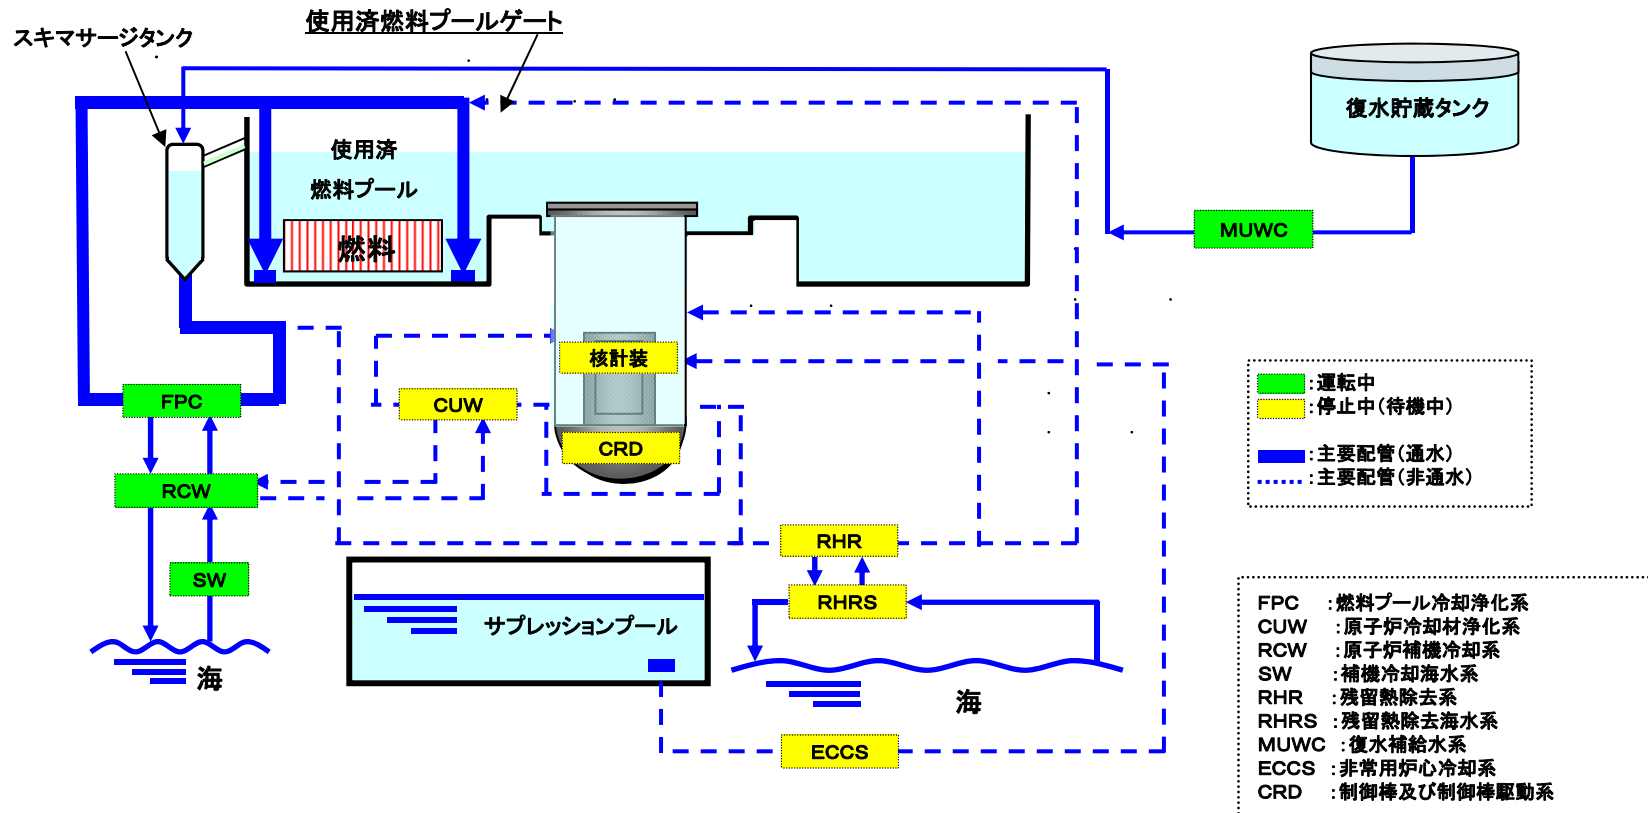 使用済燃料プールゲート
スキマサージタンク
復水貯蔵タンク
使用済
燃料プール
燃料
MUWC
核計装
FPC
CUW
CRD
RCW
SW
RHR
RHRS
サプレッションプール
海
海
ECCS
:運転中
:停止中(待機中)
:主要配管(通水)
:主要配管(非通水)
FPC :燃料プール冷却浄化系
CUW :原子炉冷却材浄化系
RCW :原子炉補機冷却系
SW :補機冷却海水系
RHR :残留熱除去系
RHRS :残留熱除去海水系
MUWC :復水補給水系
ECCS :非常用炉心冷却系
CRD :制御棒及び制御棒駆動系